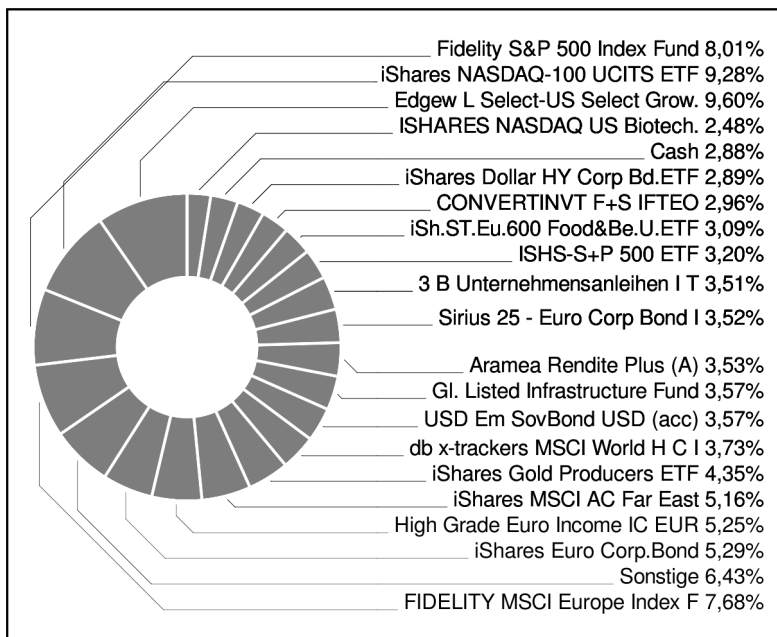 Fidelity S&P 500 Index Fund 8,01%
iShares NASDAQ-100 UCITS ETF 9,28%
Edgew L Select-US Select Grow. 9,60%
ISHARES NASDAQ US Biotech. 2,48%
Cash 2,88%
iShares Dollar HY Corp Bd.ETF 2,89%
CONVERTINVT F+S IFTEO 2,96%
iSh.ST.Eu.600 Food&Be.U.ETF 3,09%
ISHS-S+P 500 ETF 3,20%
3 B Unternehmensanleihen I T 3,51%
Sirius 25 - Euro Corp Bond I 3,52%
Aramea Rendite Plus (A) 3,53%
Gl. Listed Infrastructure Fund 3,57%
USD Em SovBond USD (acc) 3,57%
db x-trackers MSCI World H C I 3,73%
iShares Gold Producers ETF 4,35%
iShares MSCI AC Far East 5,16%
High Grade Euro Income IC EUR 5,25%
iShares Euro Corp.Bond 5,29%
Sonstige 6,43%
FIDELITY MSCI Europe Index F 7,68%